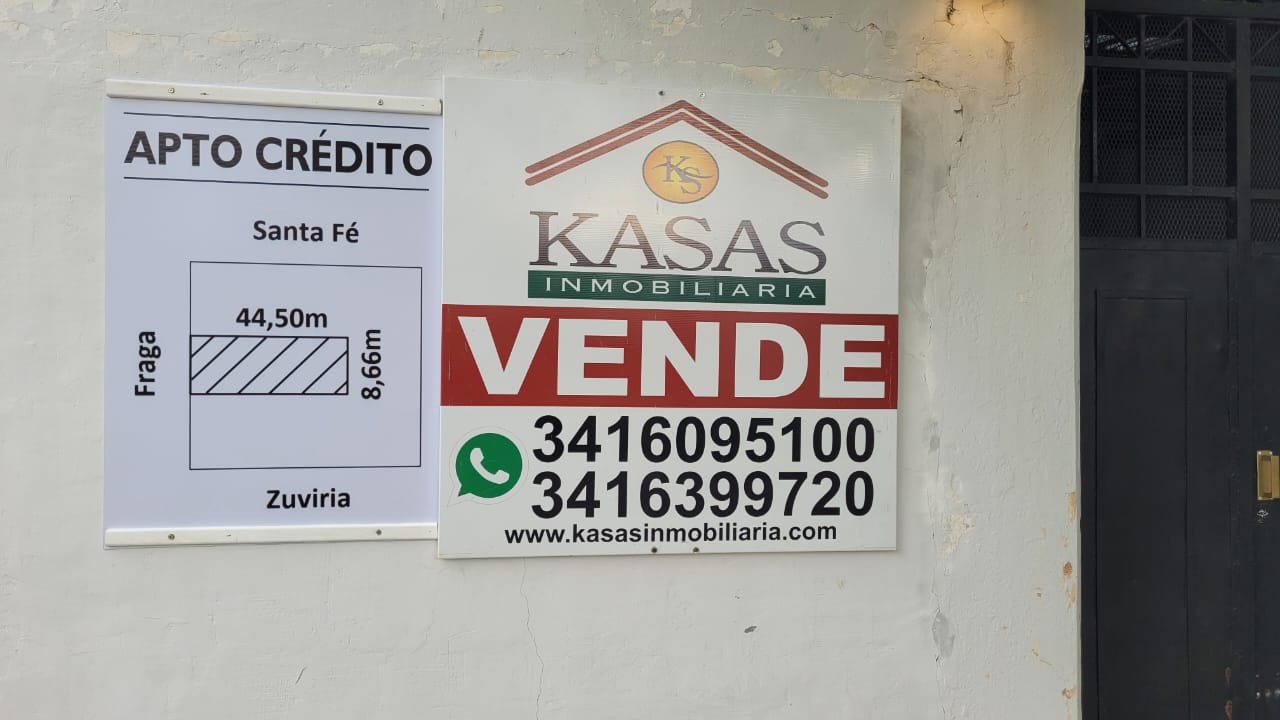 APTO CRÉDITO
Santa Fé
44,50m
Fraga
8,66m
Zuviria
KS
KASAS
INMOBILIARIA
VENDE
3416095100
3416399720
www.kasasinmobiliaria.com